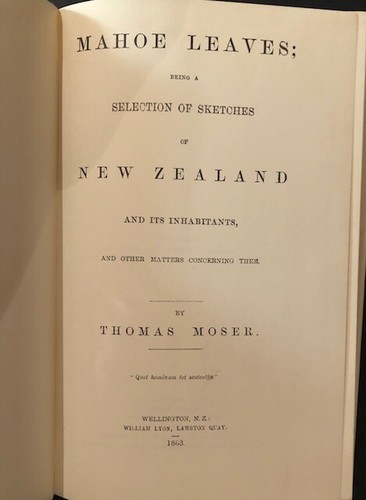 MAHOE LEAVES;
BEING A
SELECTION OF SKETCHES
OF
NEW ZEALAND
AND ITS INHABITANTS,
AND OTHER MATTERS CONCERNING THEM.
BY
THOMAS MOSER.
"Quot hominum tot sententiæ"
WELLINGTON, N.Z.:
WILLIAM LYON, LAMBTON QUAY.
1863.